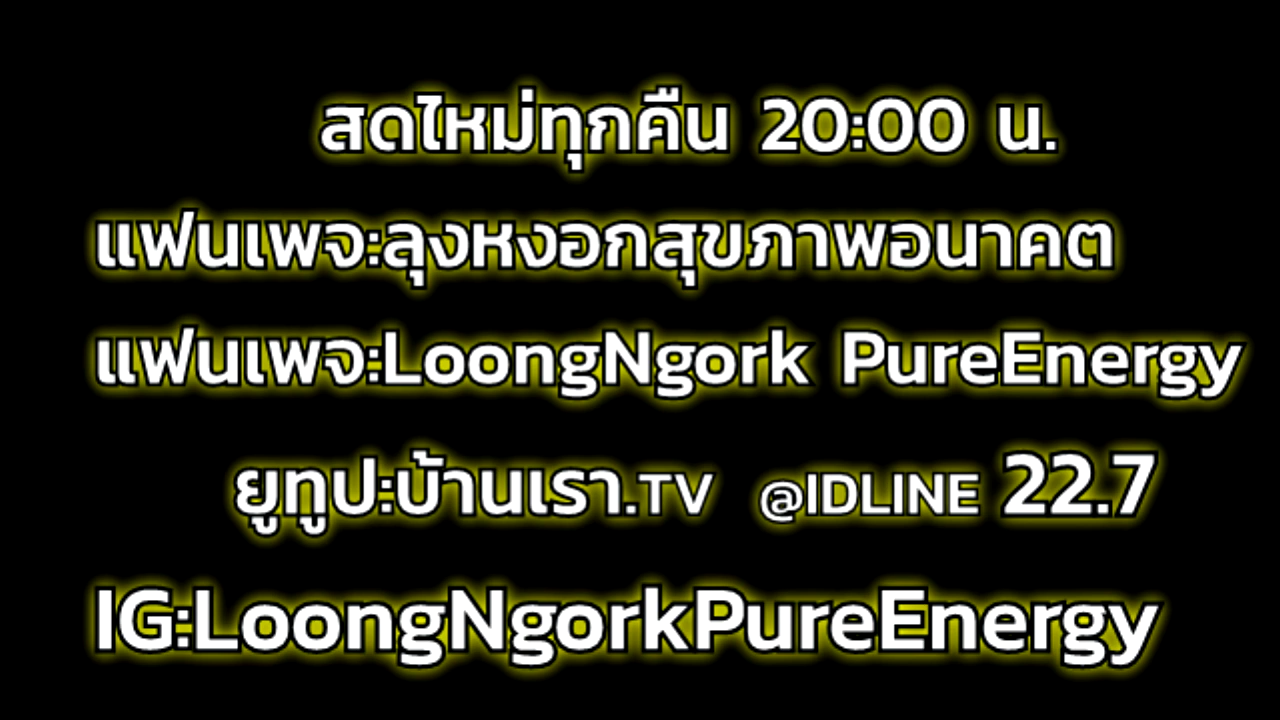 สดไหม่ทุกคืน 20:00 น.
แฟนเพจ:ลุงหงอกสุขภาพอนาคต
แฟนเพจ:LoongNgork PureEnergy
ยูทูป:บ้านเรา.TV @IDLINE 22.7
IG:LoongNgorkPureEnergy